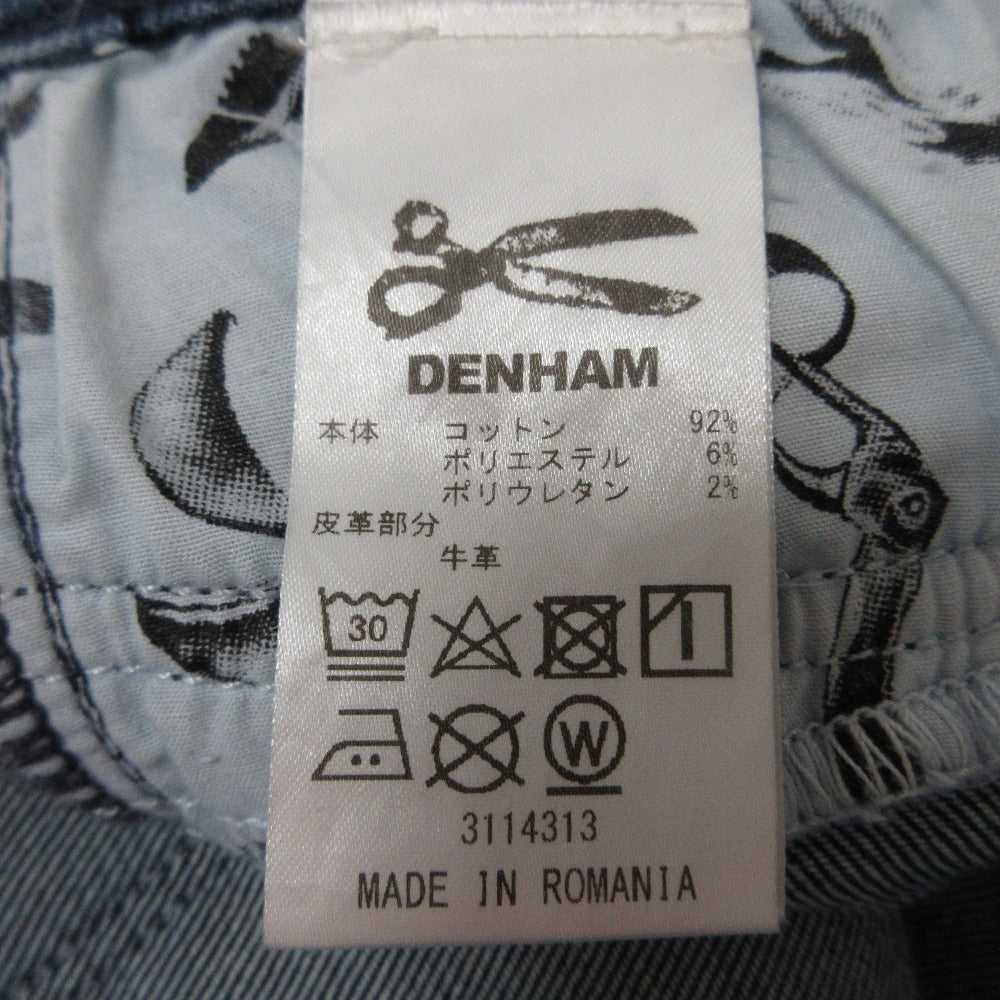 DENHAM
本体 コットン 92%
ポリエステル 6%
ポリウレタン 2%
皮革部分
牛革
30
W
3114313
MADE IN ROMANIA